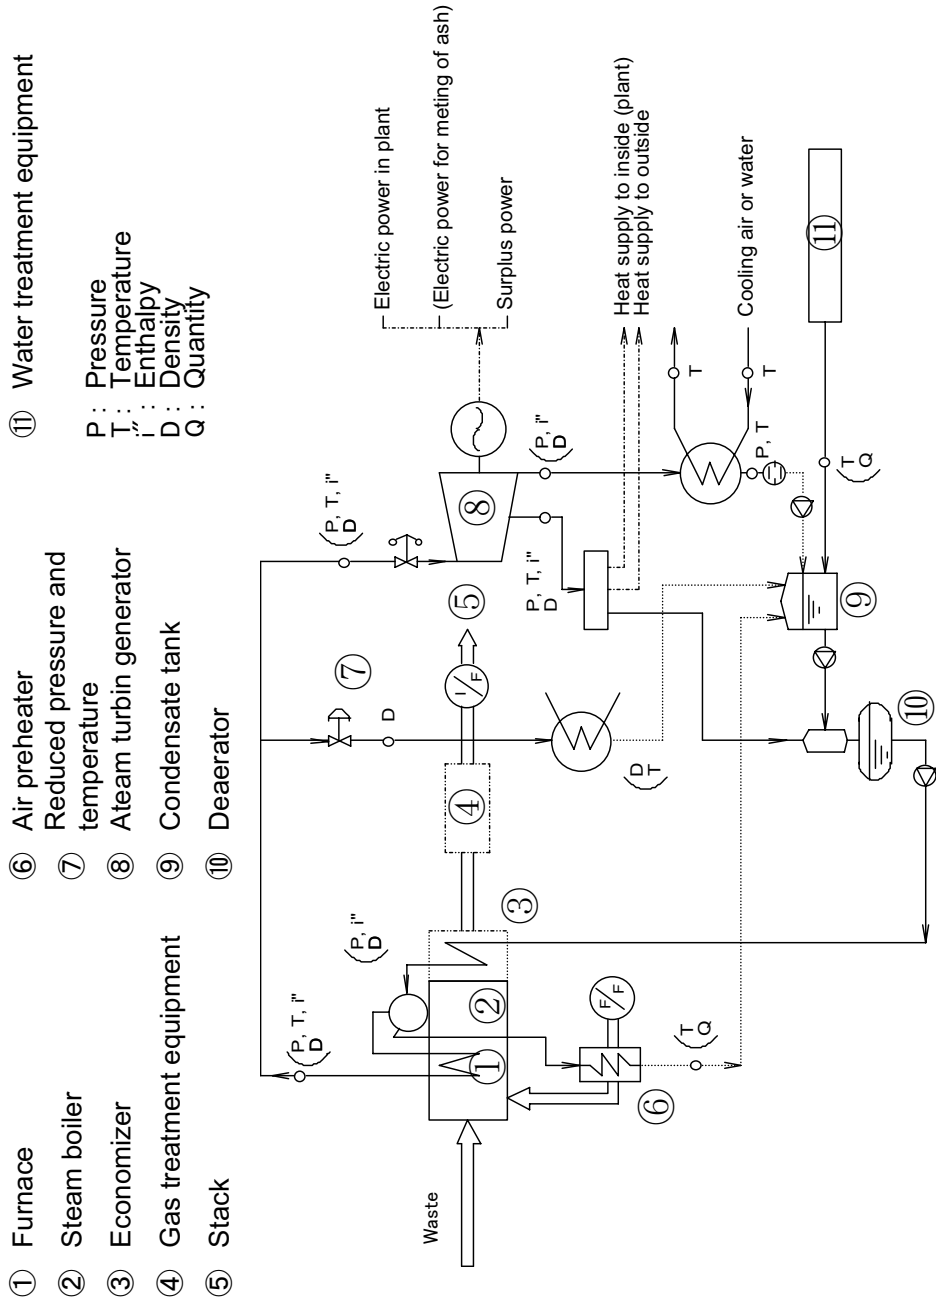 ① Furnace
② Steam boiler
③ Economizer
④ Gas treatment equipment
⑤ Stack
⑥ Air preheater
⑦ Reduced pressure and
temperature
⑧ Ateam turbin generator
⑨ Condensate tank
⑩ Deaerator
⑪ Water treatment equipment
P : Pressure
T : Temperature
i" : Enthalpy
D : Density
Q : Quantity
Waste
①
②
③
④
⑤
⑥
⑦
⑧
⑨
⑩
⑪
(P, T, i"
D)
(P, i"
D)
F/F
(T
Q)
I/F
D
(D
T)
(P, T, i"
D)
P, T, i"
D
(P, i"
D)
Electric power in plant
(Electric power for meting of ash)
Surplus power
Heat supply to inside (plant)
Heat supply to outside
T
T
Cooling air or water
P, T
(T
Q)